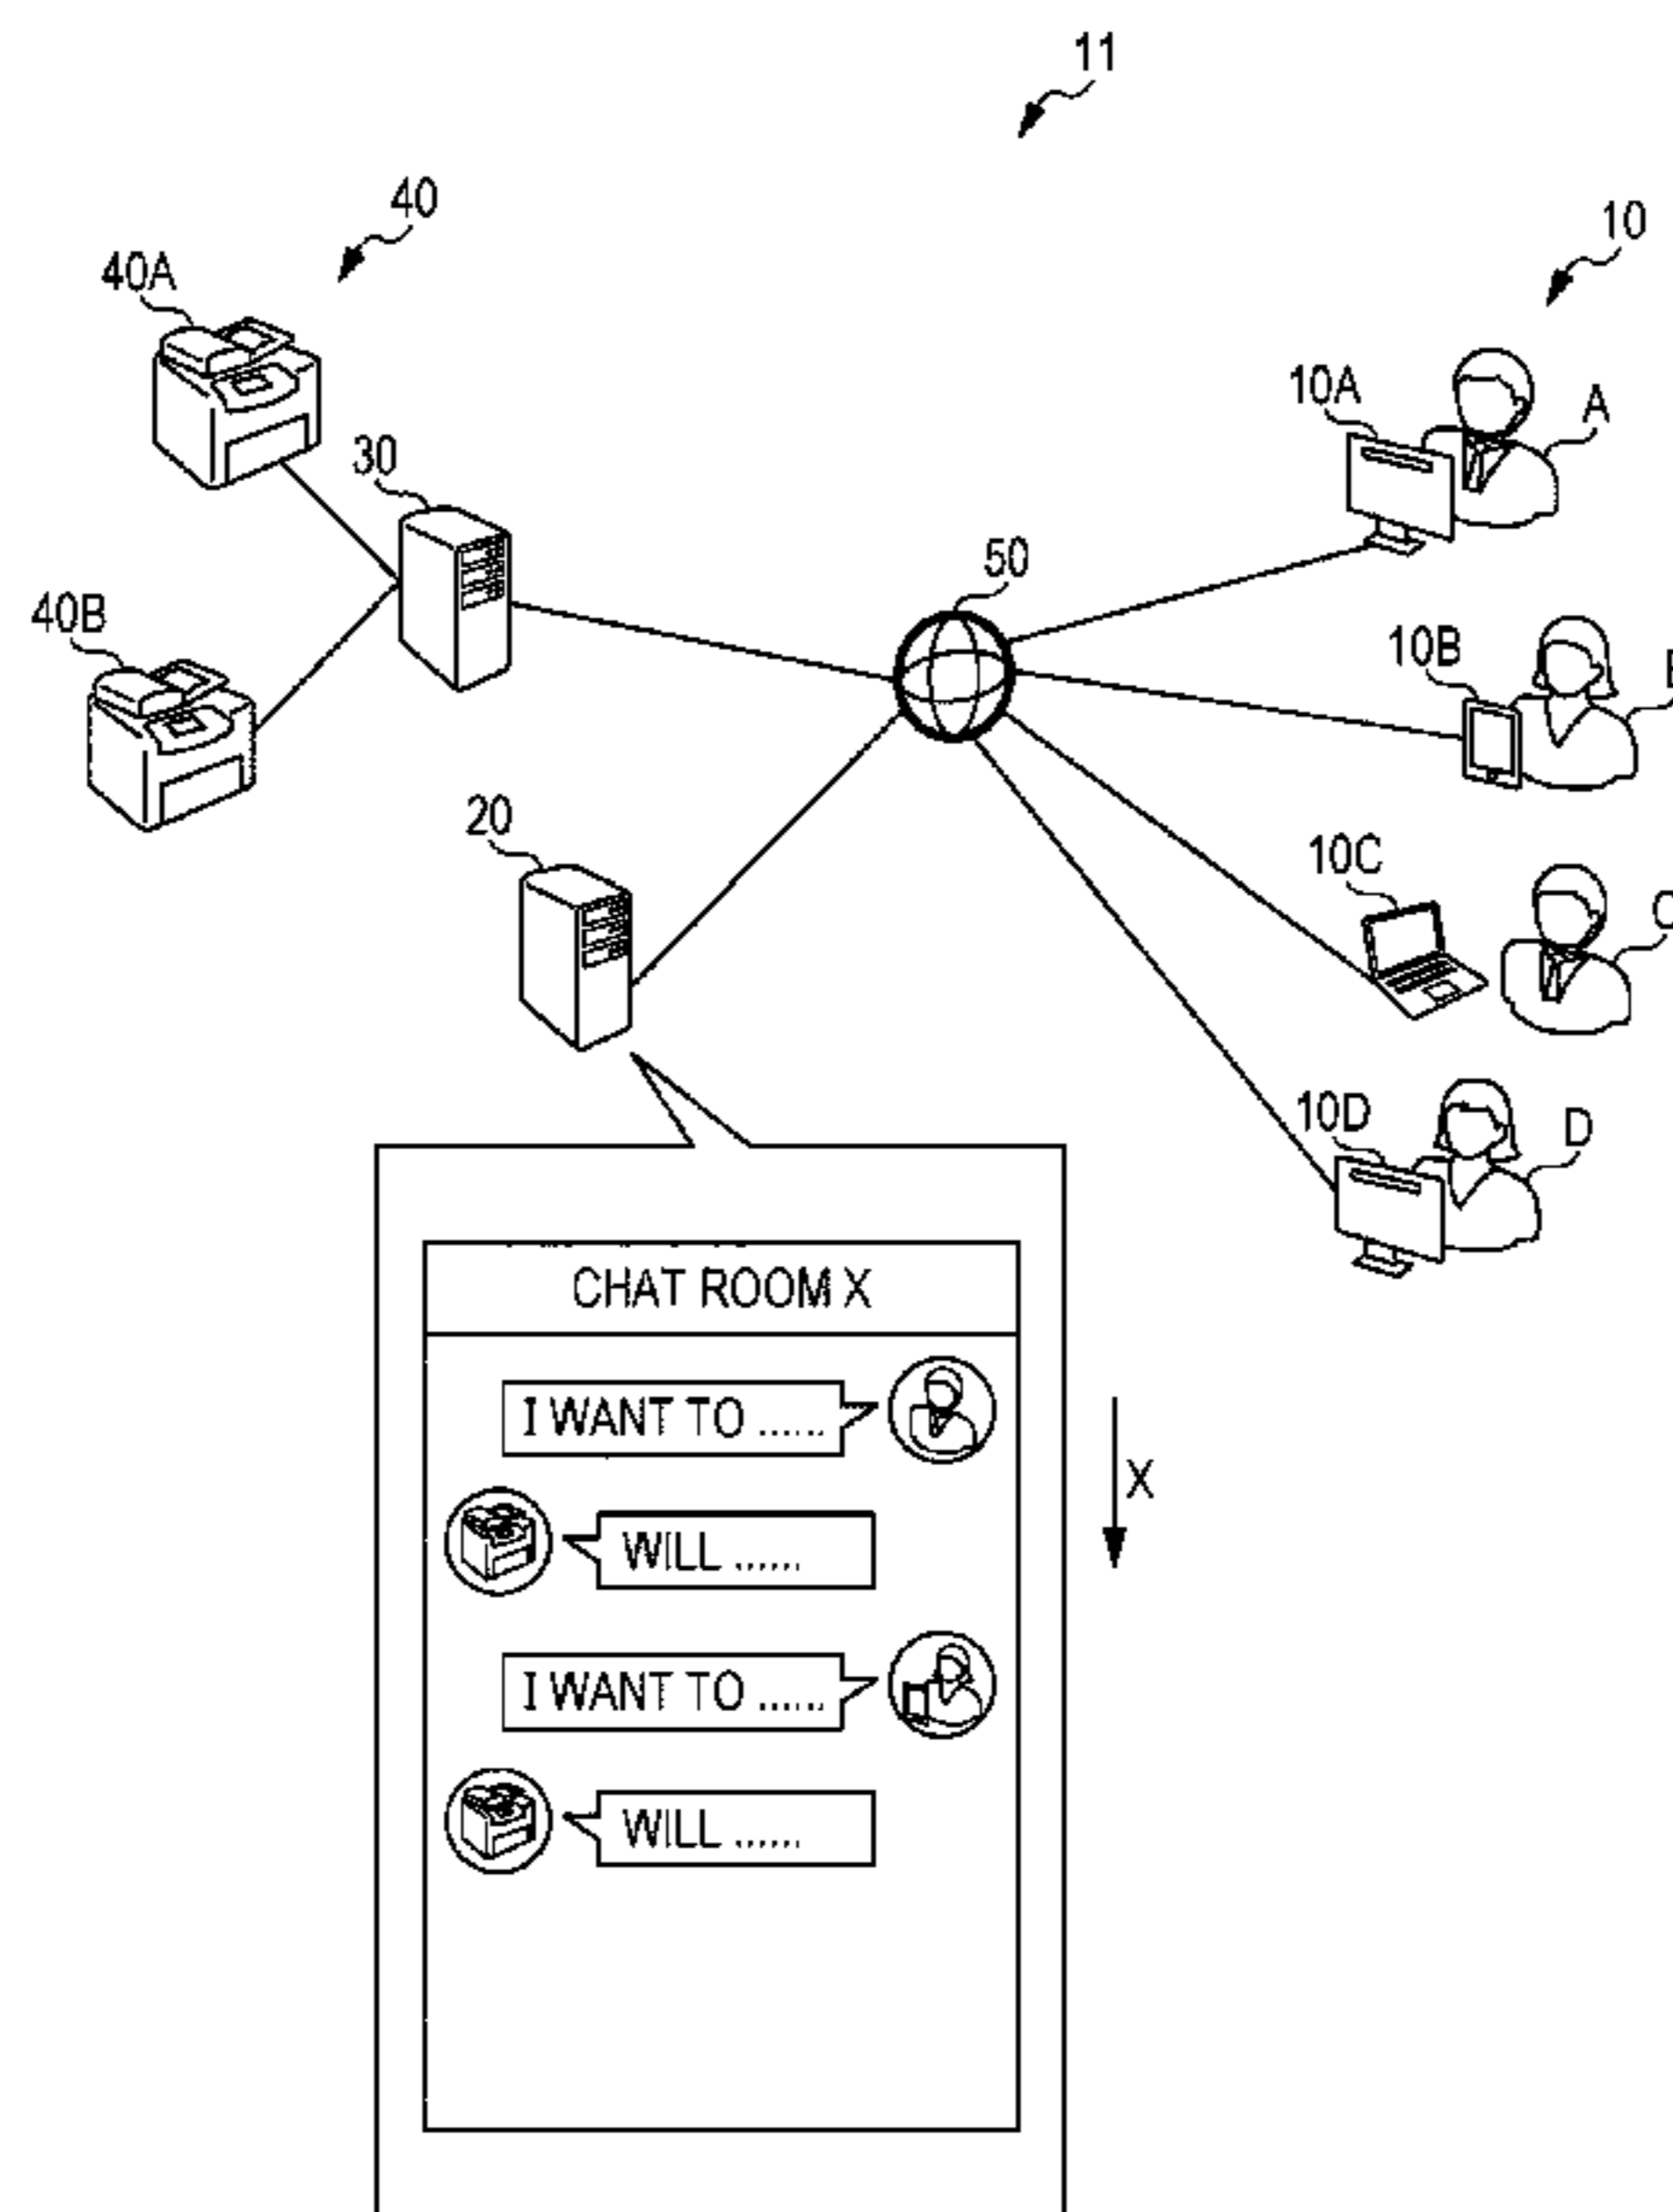 11
40
10
40A
10A
A
30
50
40B
10B
20
10C
10D
D
CHAT ROOM X
I WANT TO ......
X
WILL ......
I WANT TO ......
WILL ......